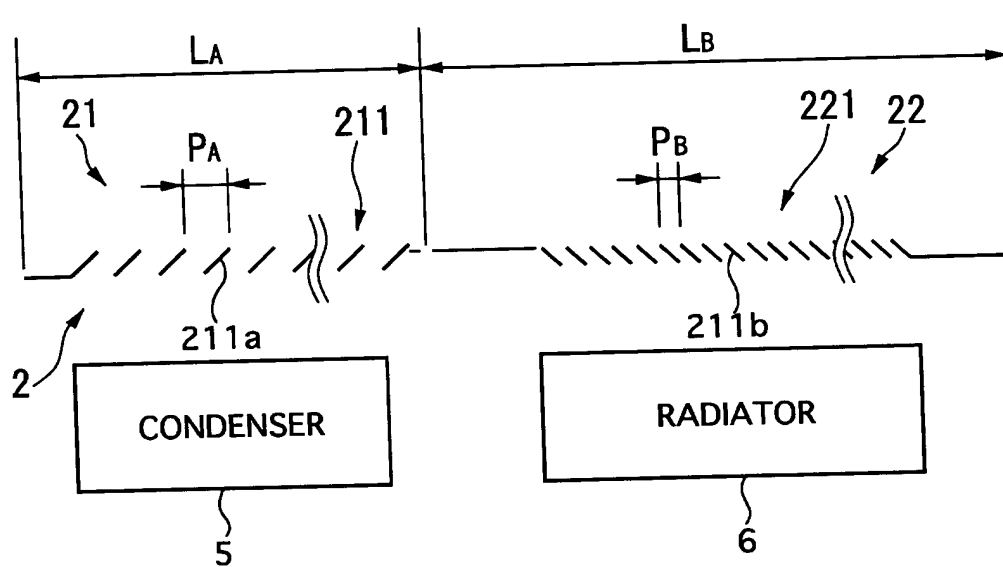 LA LB
21 PA 211 PB 221 22
211a 211b
2
CONDENSER RADIATOR
5 6